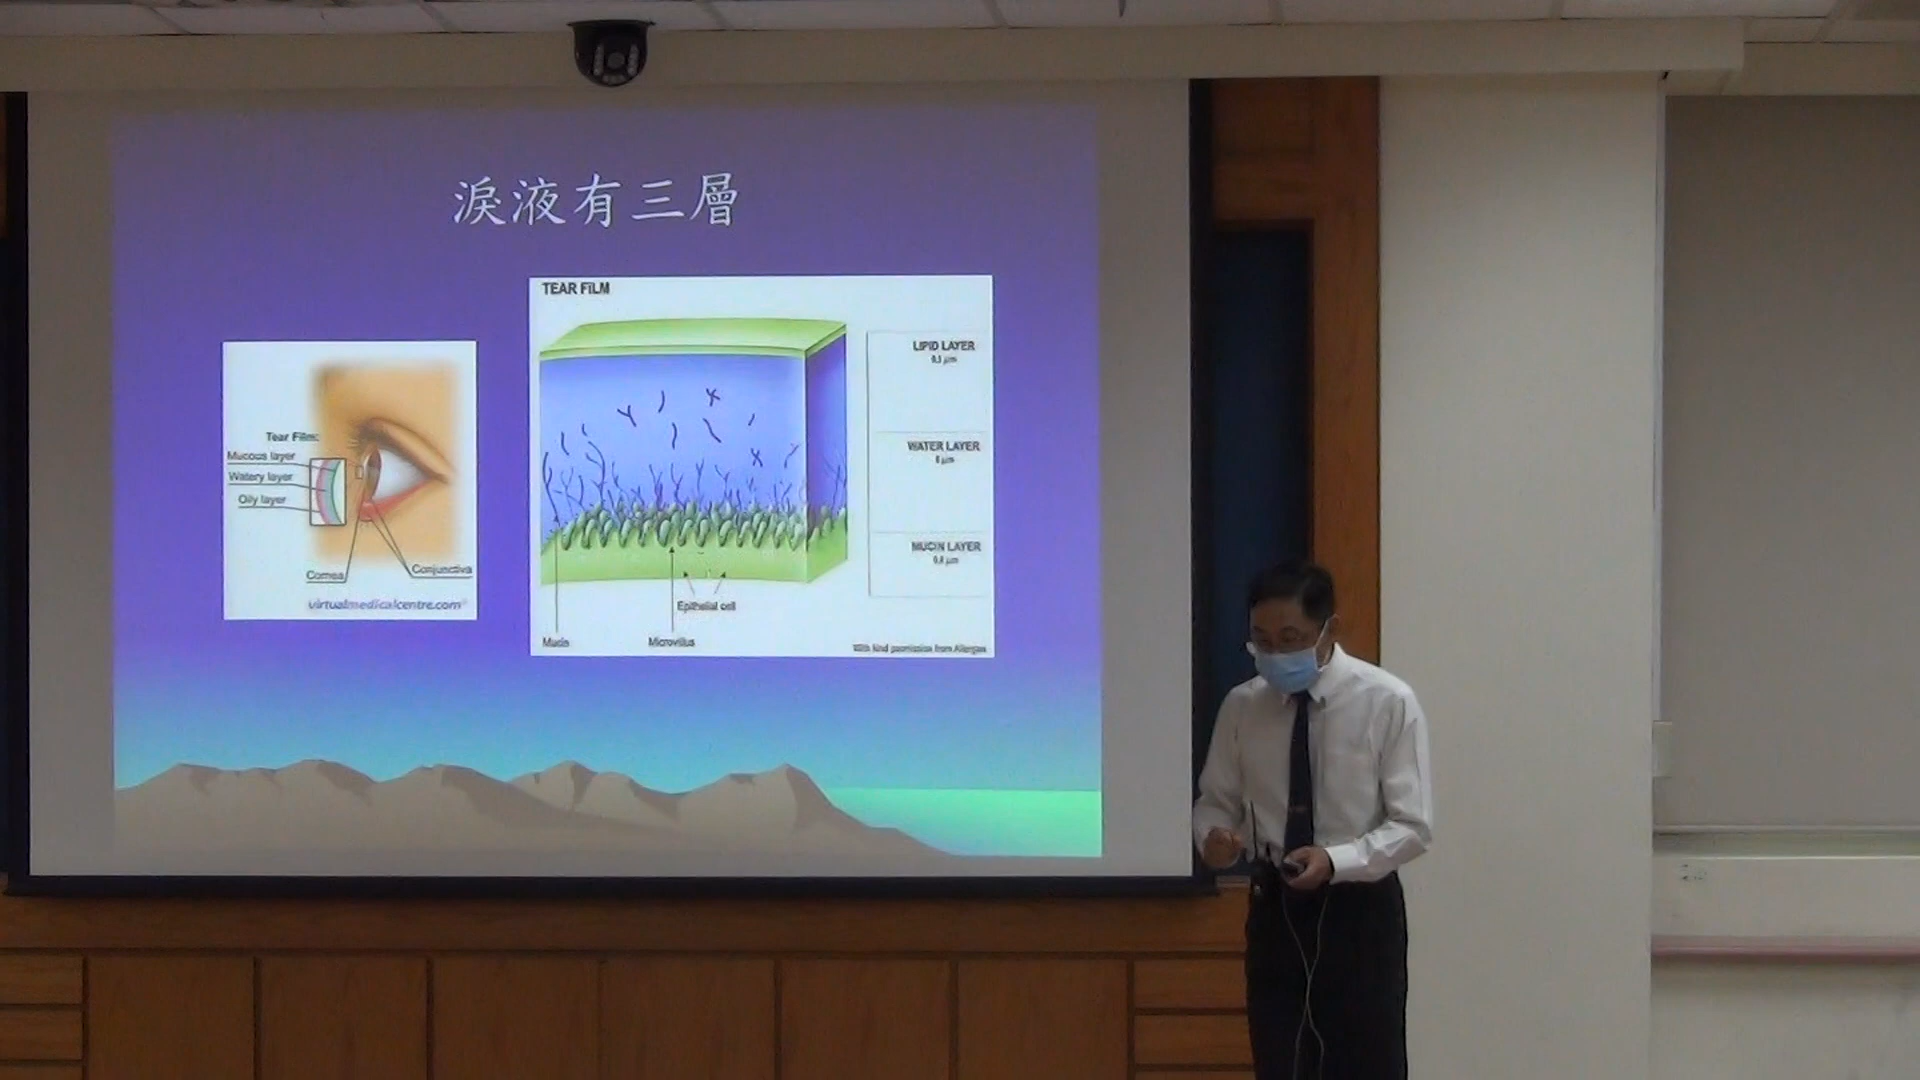 淚液有三層
TEAR FILM
LIPID LAYER
WATER LAYER
MUCIN LAYER
Epithelial cell
Mucin
Microvillus
With kind permission from Allergan
Tear Film:
Mucous layer
Watery layer
Oily layer
Cornea
Conjunctiva
virtualmedicalcentre.com